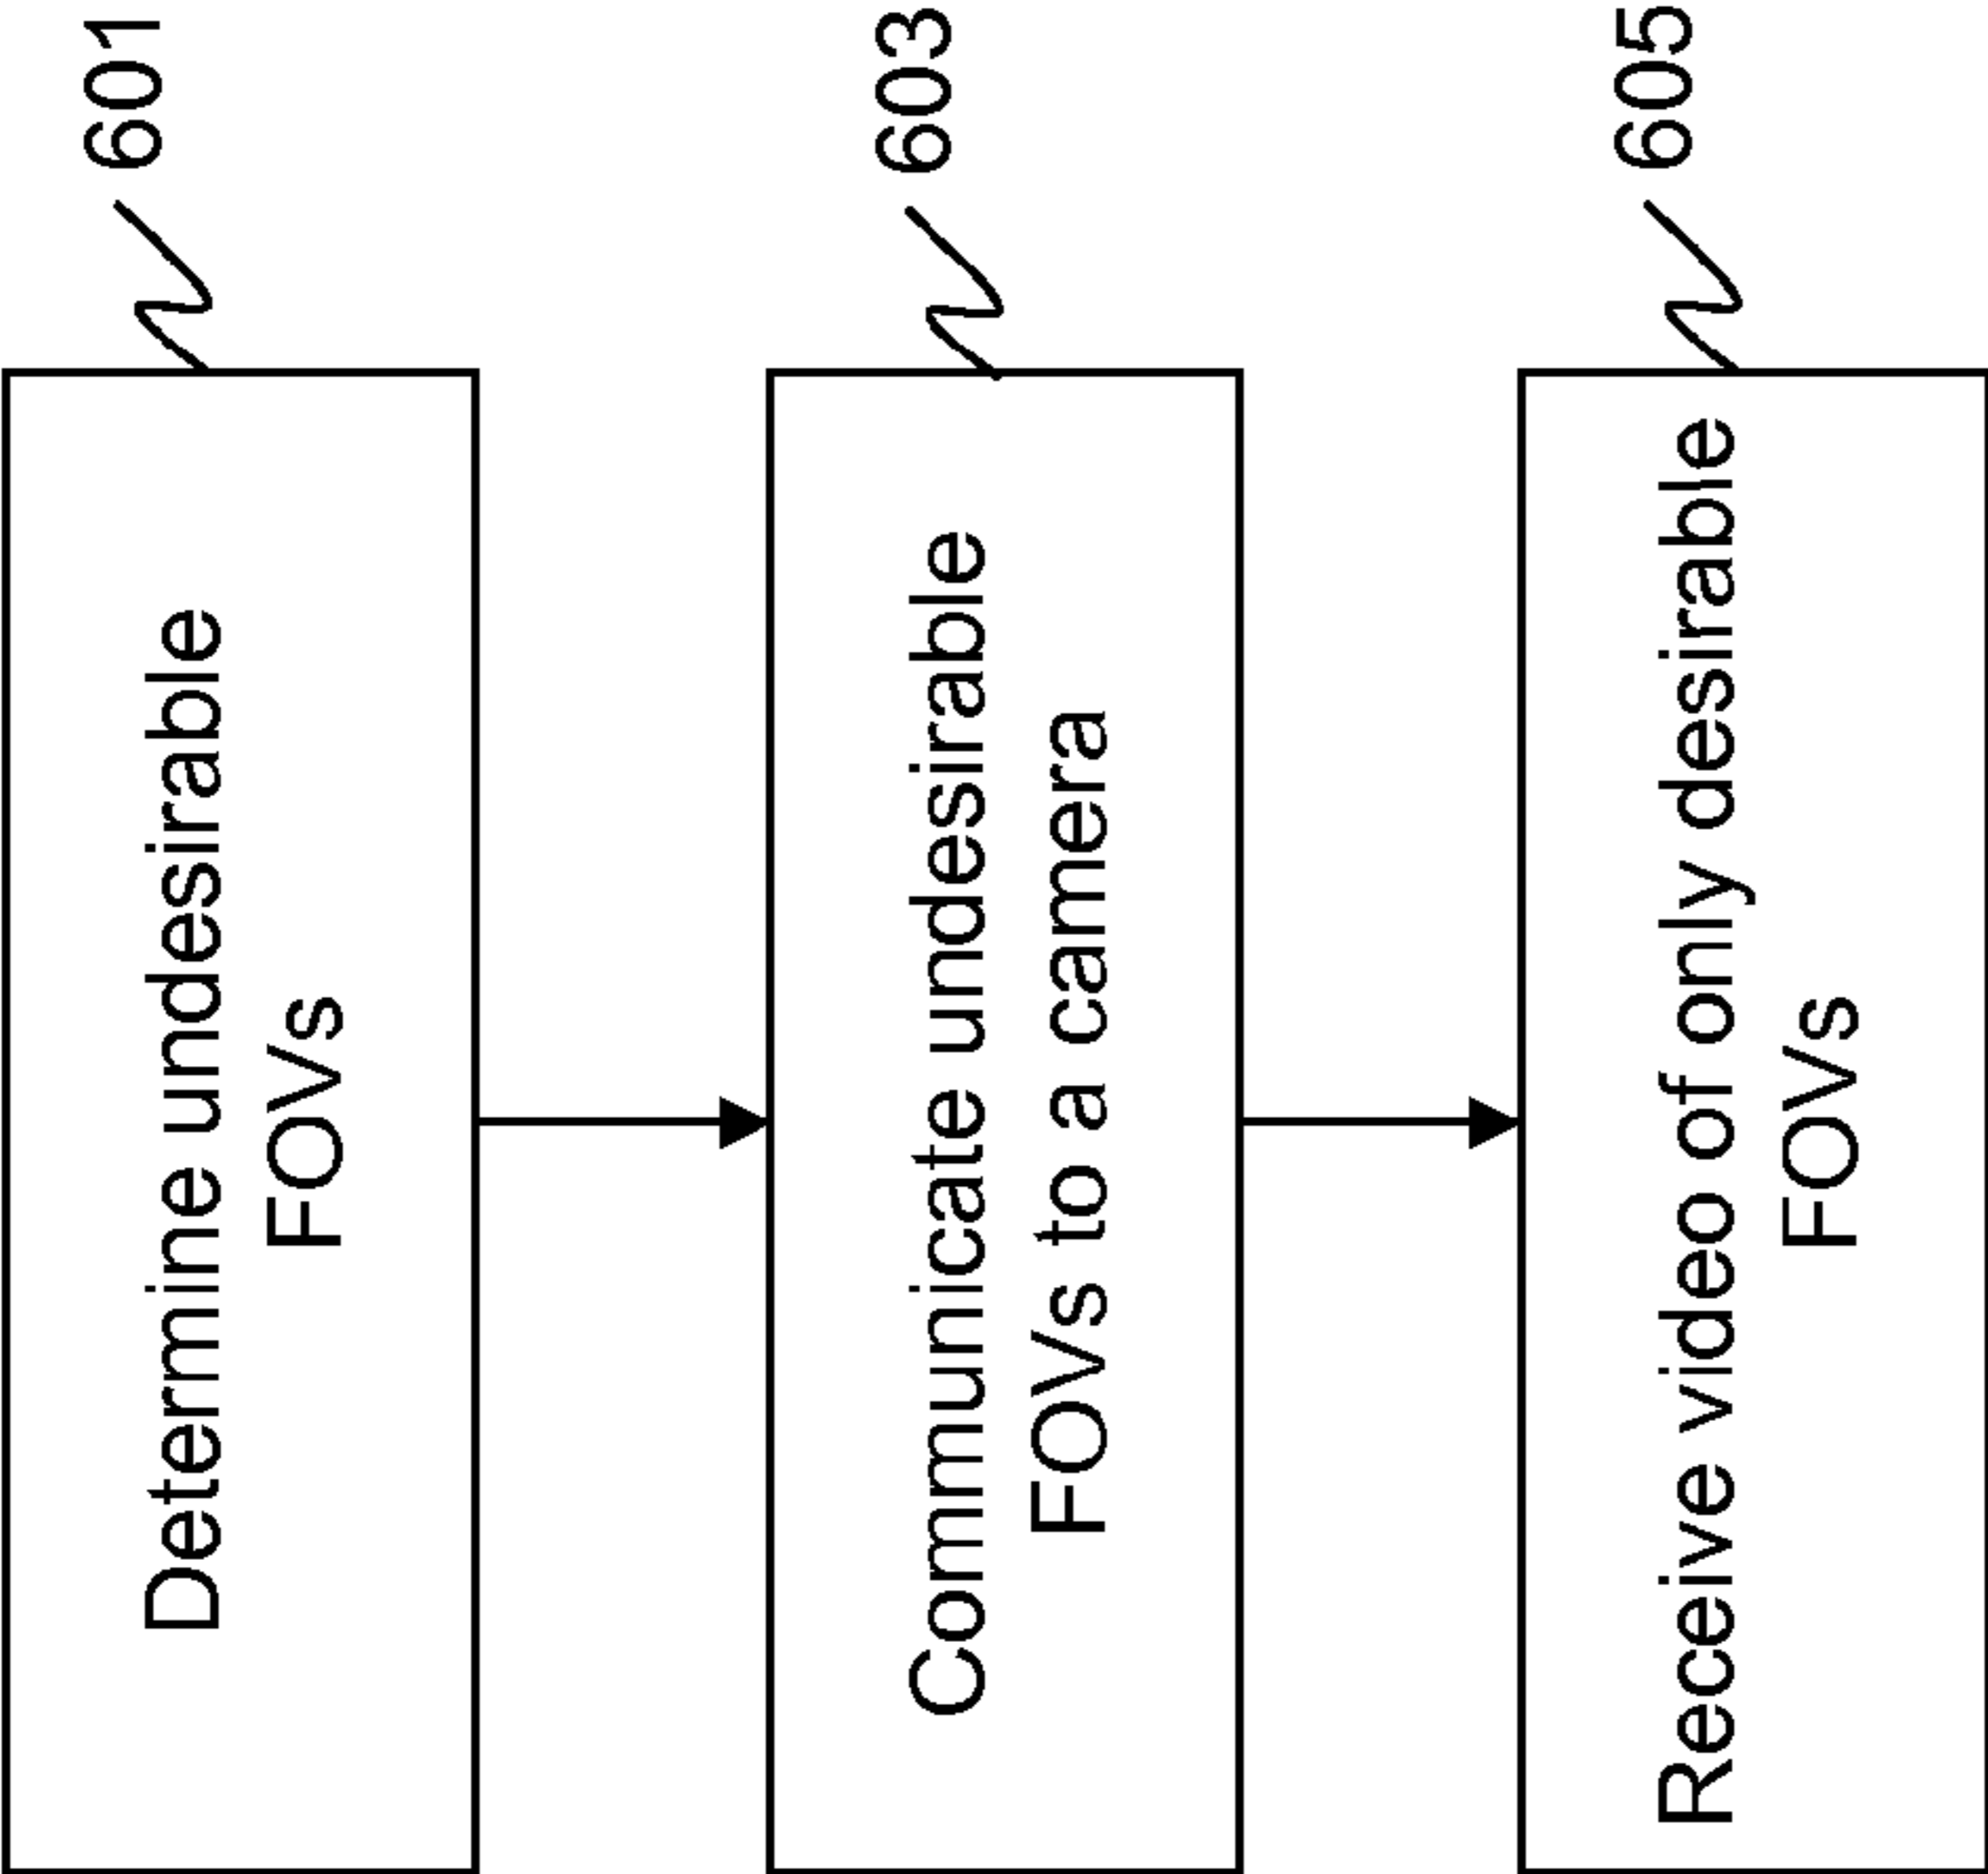 Determine undesirable
FOVs
601
Communicate undesirable
FOVs to a camera
603
Receive video of only desirable
FOVs
605